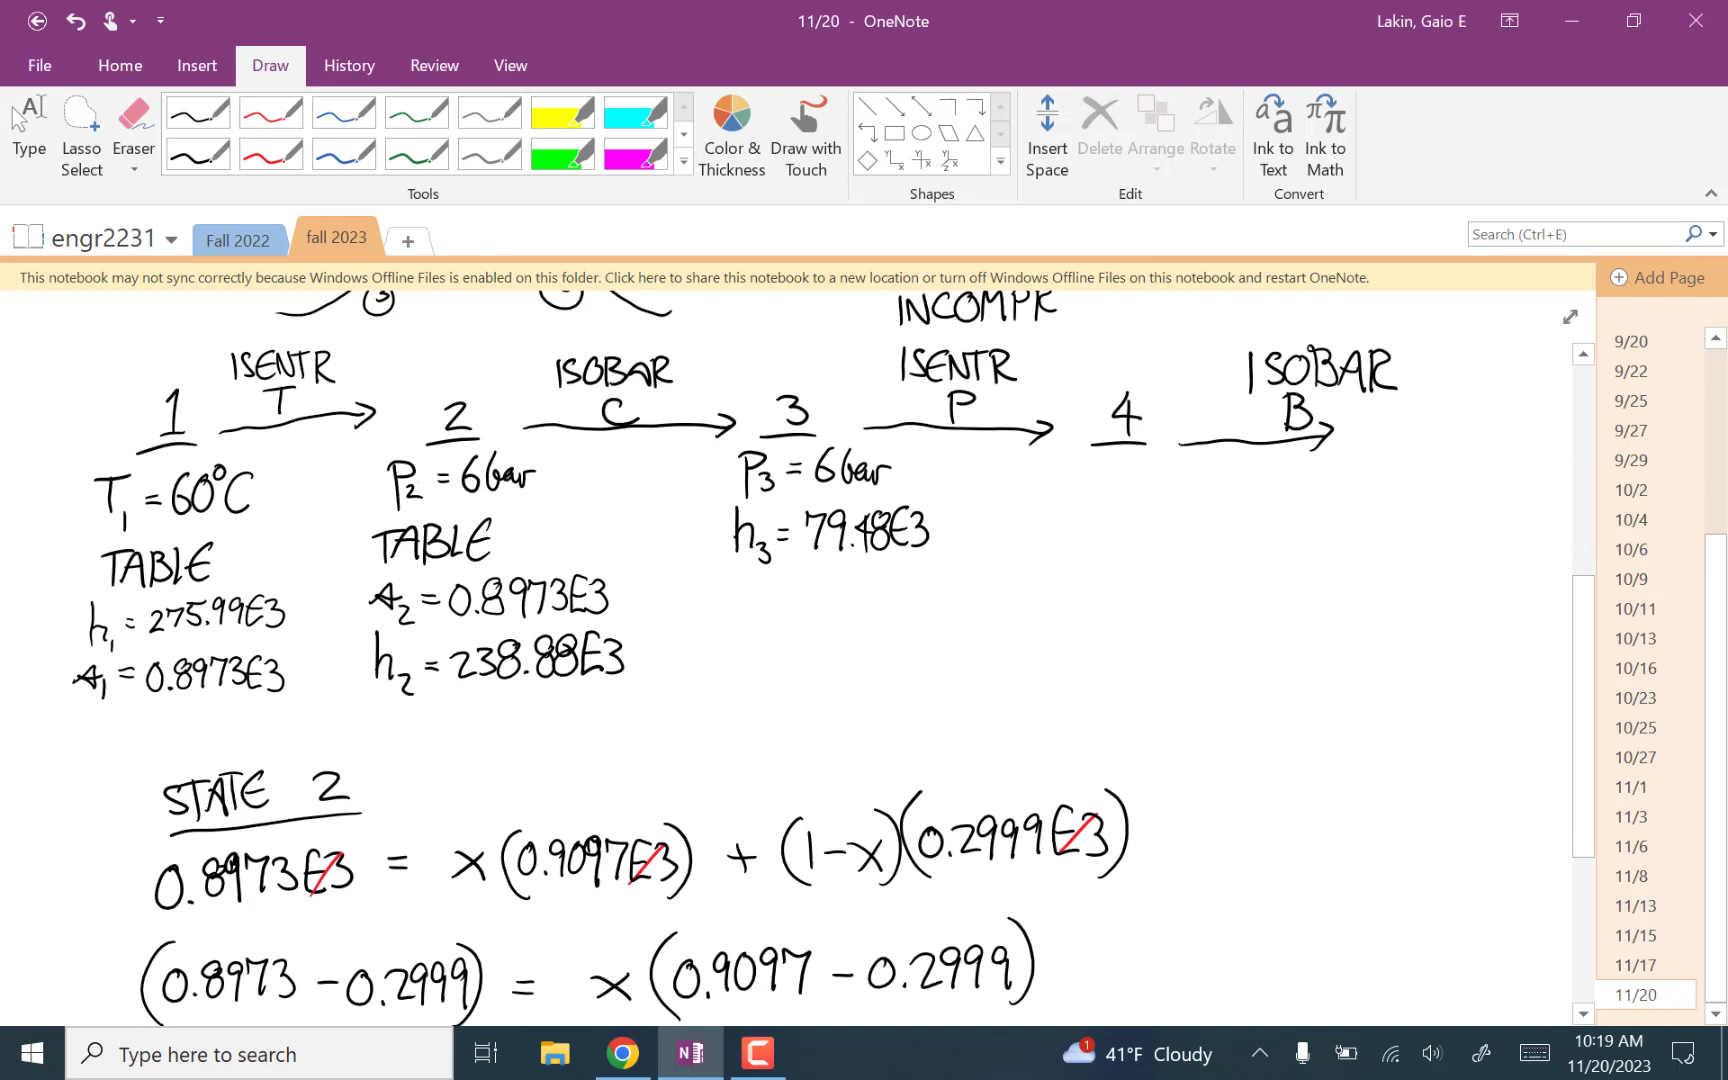 11/20 - OneNote
Lakin, Gaio E
File
Home
Insert
Draw
History
Review
View
Type
Lasso Select
Eraser
Color & Thickness
Draw with Touch
Insert Space
Delete
Arrange
Rotate
Ink to Text
Ink to Math
Tools
Shapes
Edit
Convert
engr2231
Fall 2022
fall 2023
Search (Ctrl+E)
This notebook may not sync correctly because Windows Offline Files is enabled on this folder. Click here to share this notebook to a new location or turn off Windows Offline Files on this notebook and restart OneNote.
Add Page
3
INCOMPR
ISENTR
ISOBAR
ISENTR
ISOBAR
1 T 2 C 3 P 4 B
T₁ = 60°C
TABLE
h₁ = 275.99E3
s₁ = 0.8973E3
P₂ = 6bar
TABLE
s₂ = 0.8973E3
h₂ = 238.88E3
P₃ = 6bar
h₃ = 79.48E3
STATE 2
0.8973E3 = x(0.9097E3) + (1-x)(0.2999E3)
(0.8973 - 0.2999) = x(0.9097 - 0.2999)
9/20
9/22
9/25
9/27
9/29
10/2
10/4
10/6
10/9
10/11
10/13
10/16
10/23
10/25
10/27
11/1
11/3
11/6
11/8
11/13
11/15
11/17
11/20
Type here to search
N
1
41°F Cloudy
10:19 AM
11/20/2023